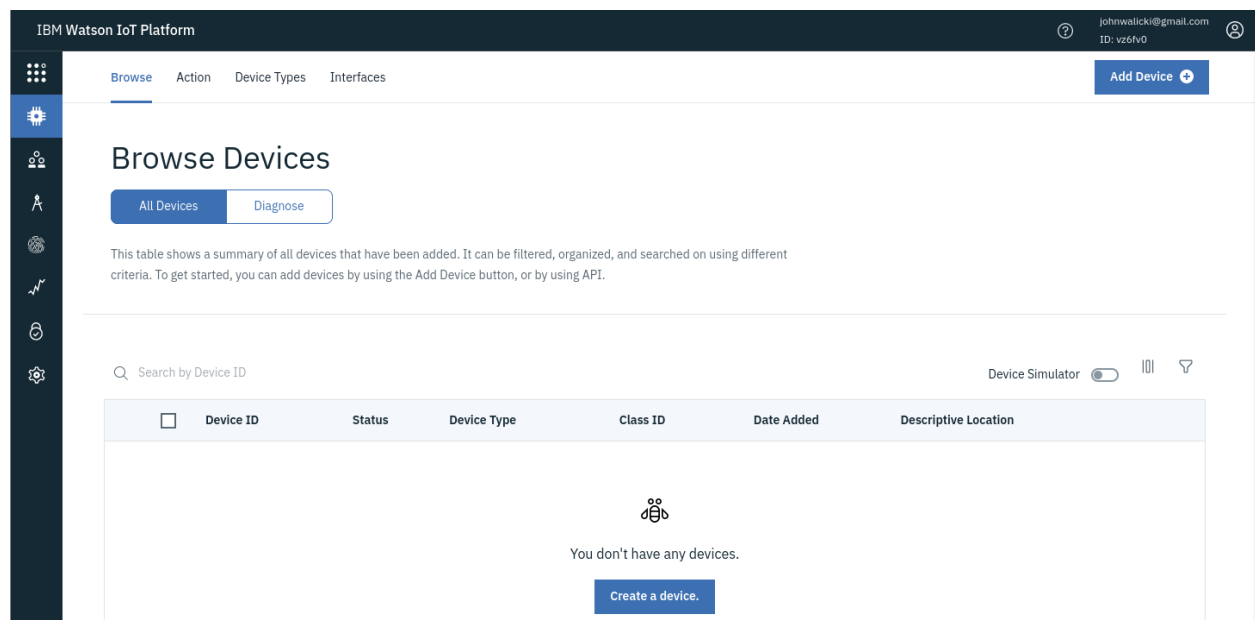 IBM Watson IoT Platform
johnwalicki@gmail.com
ID: vz6fv0
Browse Action Device Types Interfaces
Add Device
Browse Devices
All Devices Diagnose
This table shows a summary of all devices that have been added. It can be filtered, organized, and searched on using different
criteria. To get started, you can add devices by using the Add Device button, or by using API.
Search by Device ID
Device Simulator
Device ID Status Device Type Class ID Date Added Descriptive Location
You don't have any devices.
Create a device.